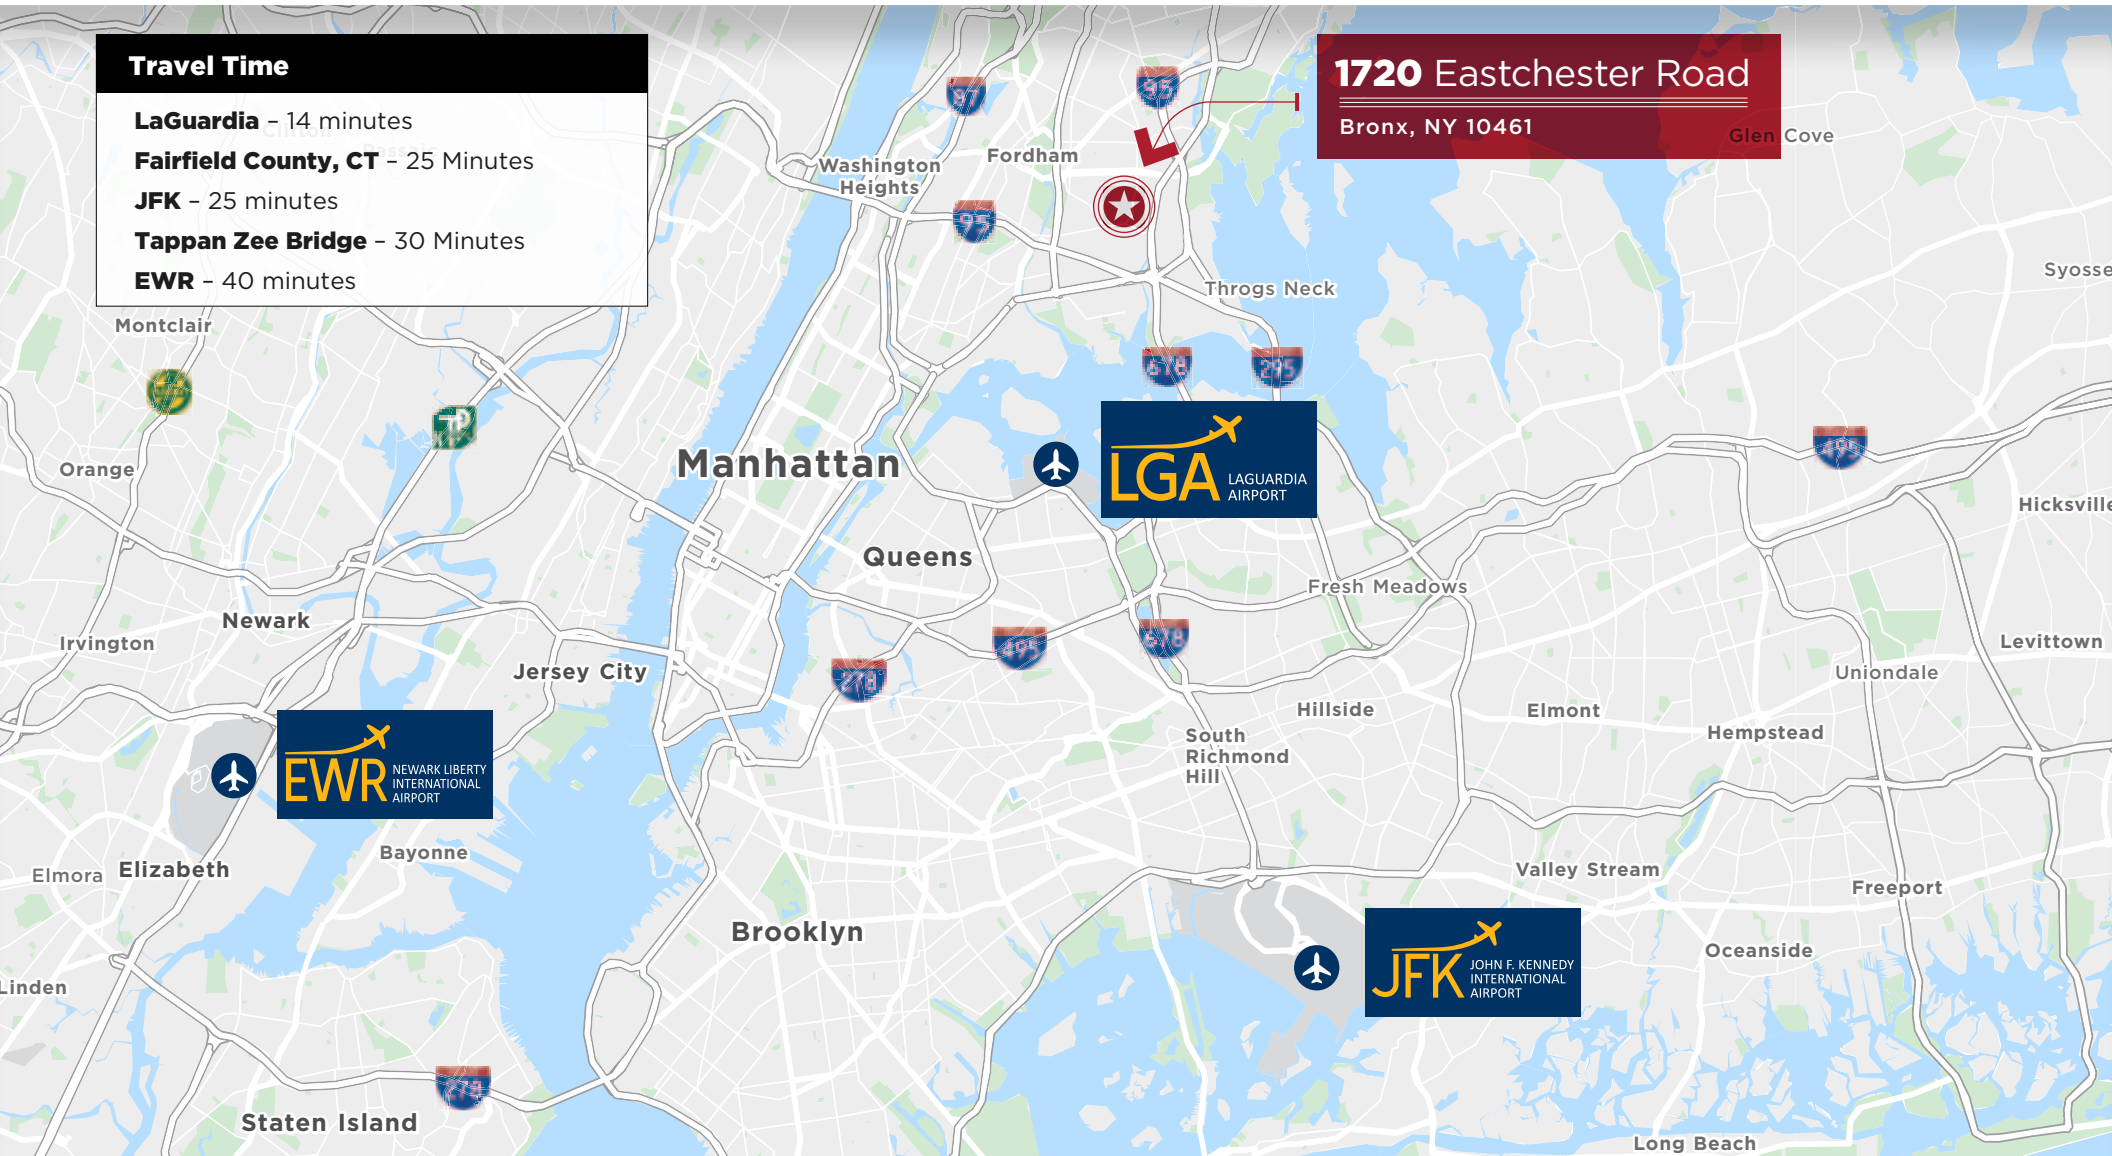 Travel Time
LaGuardia – 14 minutes
Fairfield County, CT – 25 Minutes
JFK – 25 minutes
Tappan Zee Bridge – 30 Minutes
EWR – 40 minutes
1720 Eastchester Road
Bronx, NY 10461
87
95
Glen Cove
Washington
Heights
Fordham
95
Syosse
Throgs Neck
Montclair
678
295
TP
Manhattan
LGA LAGUARDIA
AIRPORT
495
Orange
Hicksville
Queens
Fresh Meadows
Newark
Irvington
495
678
Levittown
Jersey City
278
Uniondale
Hillside
Elmont
Hempstead
South
Richmond
Hill
EWR NEWARK LIBERTY
INTERNATIONAL
AIRPORT
Bayonne
Elmora
Elizabeth
Valley Stream
Freeport
Brooklyn
Oceanside
JFK JOHN F. KENNEDY
INTERNATIONAL
AIRPORT
Linden
278
Staten Island
Long Beach